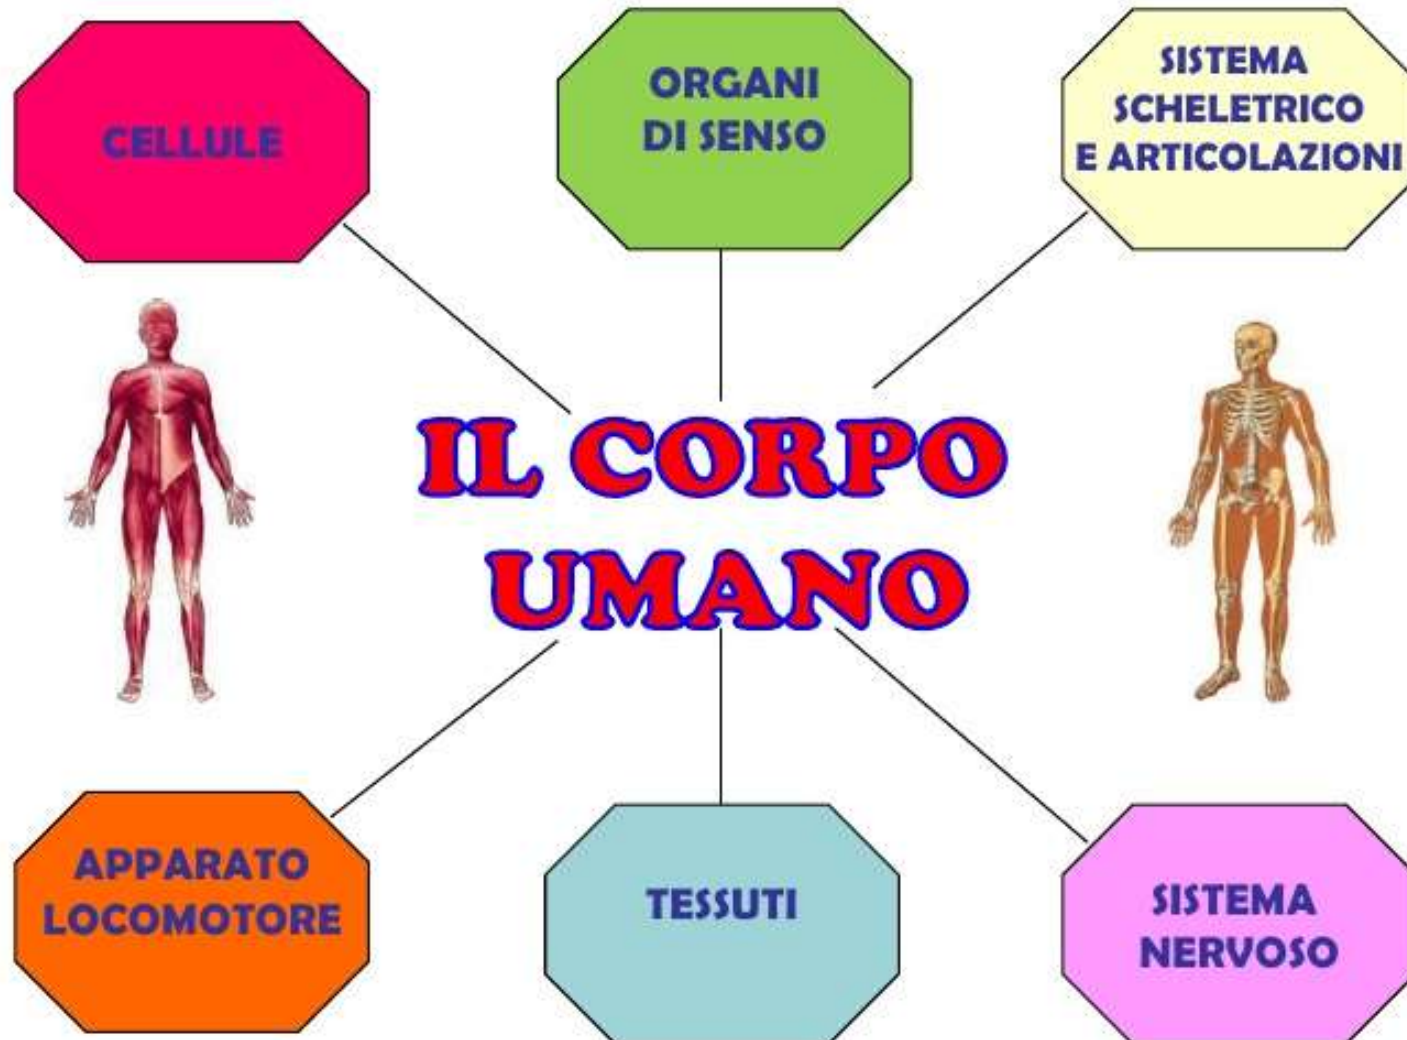 CELLULE
ORGANI
DI SENSO
SISTEMA
SCHELETRICO
E ARTICOLAZIONI
IL CORPO
UMANO
APPARATO
LOCOMOTORE
TESSUTI
SISTEMA
NERVOSO